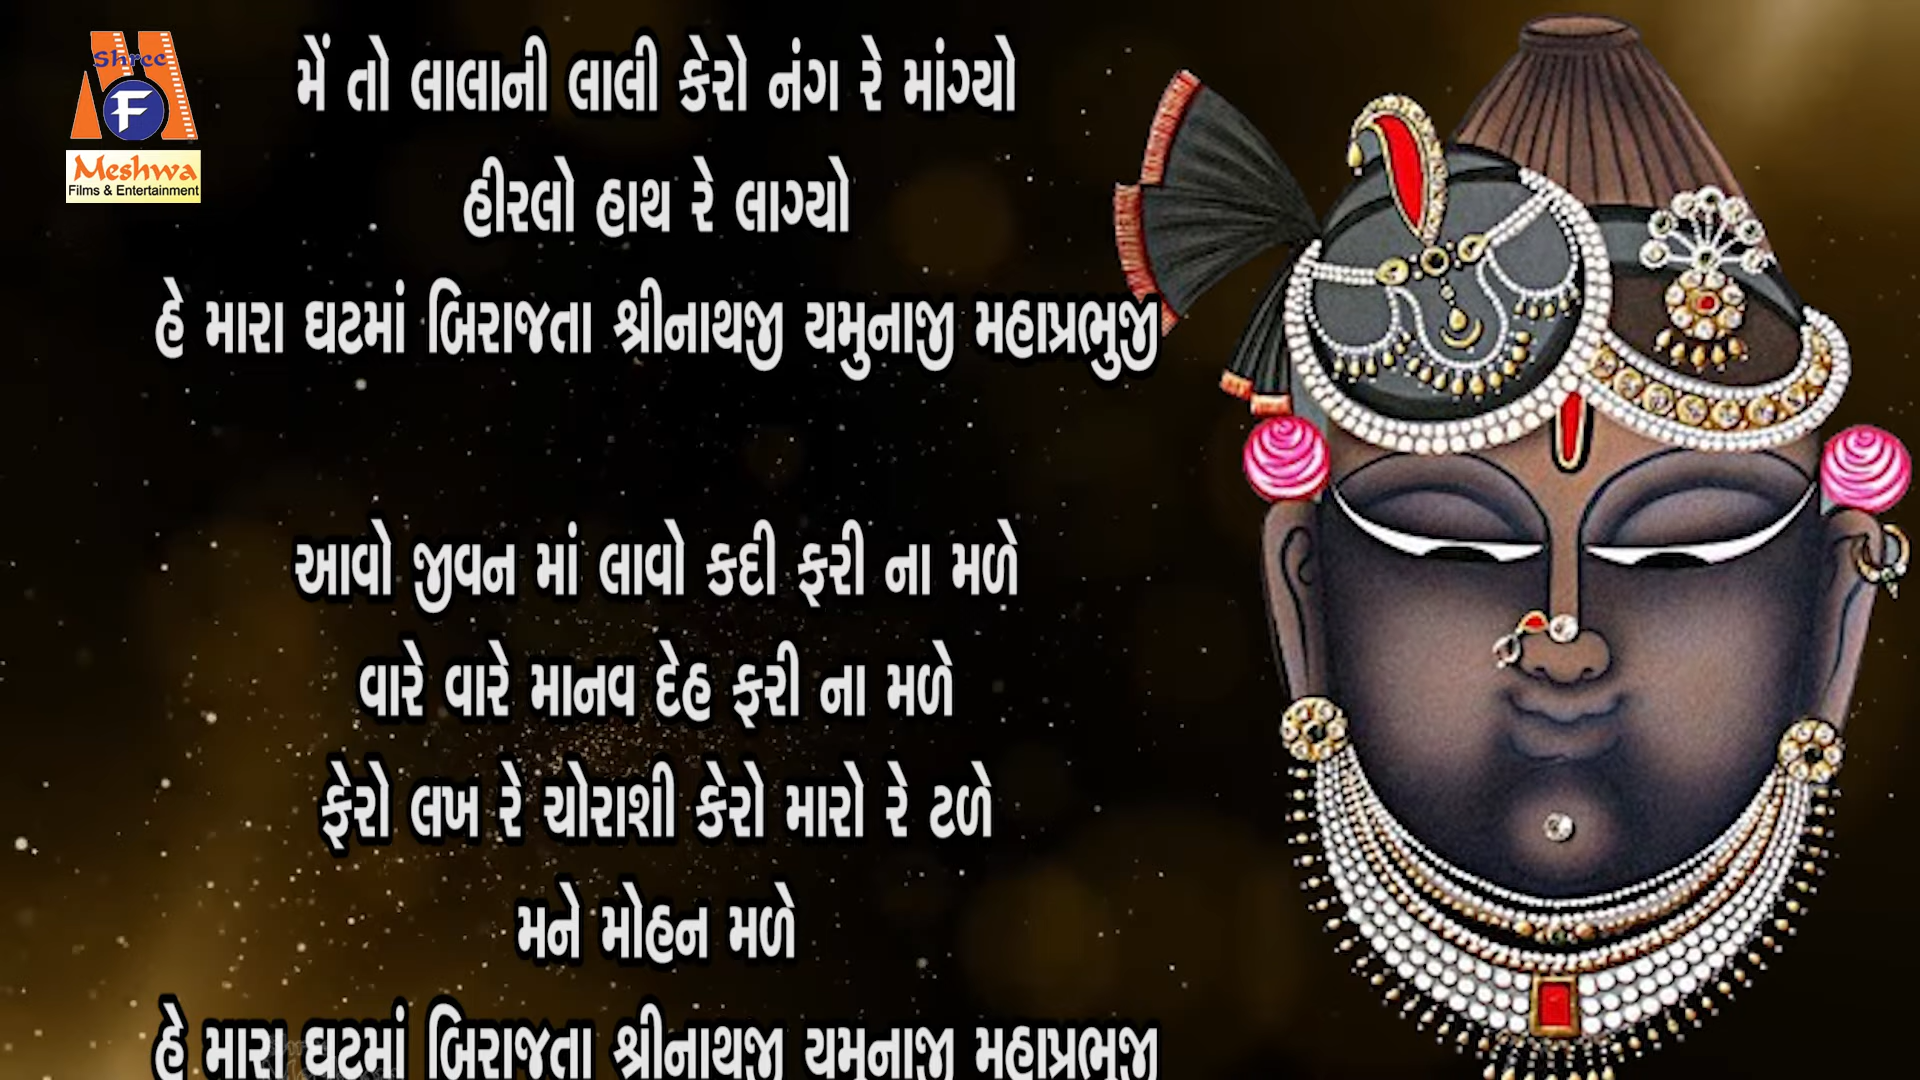 Shree
F
Meshwa
Films & Entertainment
મેં તો લાલાની લાલી કેરો નંગ રે માંગ્યો
હીરલો હાથ રે લાગ્યો
હે મારા ઘટમાં બિરાજતા શ્રીનાથજી યમુનાજી મહાપ્રભુજી
આવો જીવન માં લાવો કદી ફરી ના મળે
વારે વારે માનવ દેહ ફરી ના મળે
ફેરો લખ રે ચોરાશી કેરો મારો રે ટળે
મને મોહન મળે
હે મારા ઘટમાં બિરાજતા શ્રીનાથજી યમુનાજી મહાપ્રભુજી